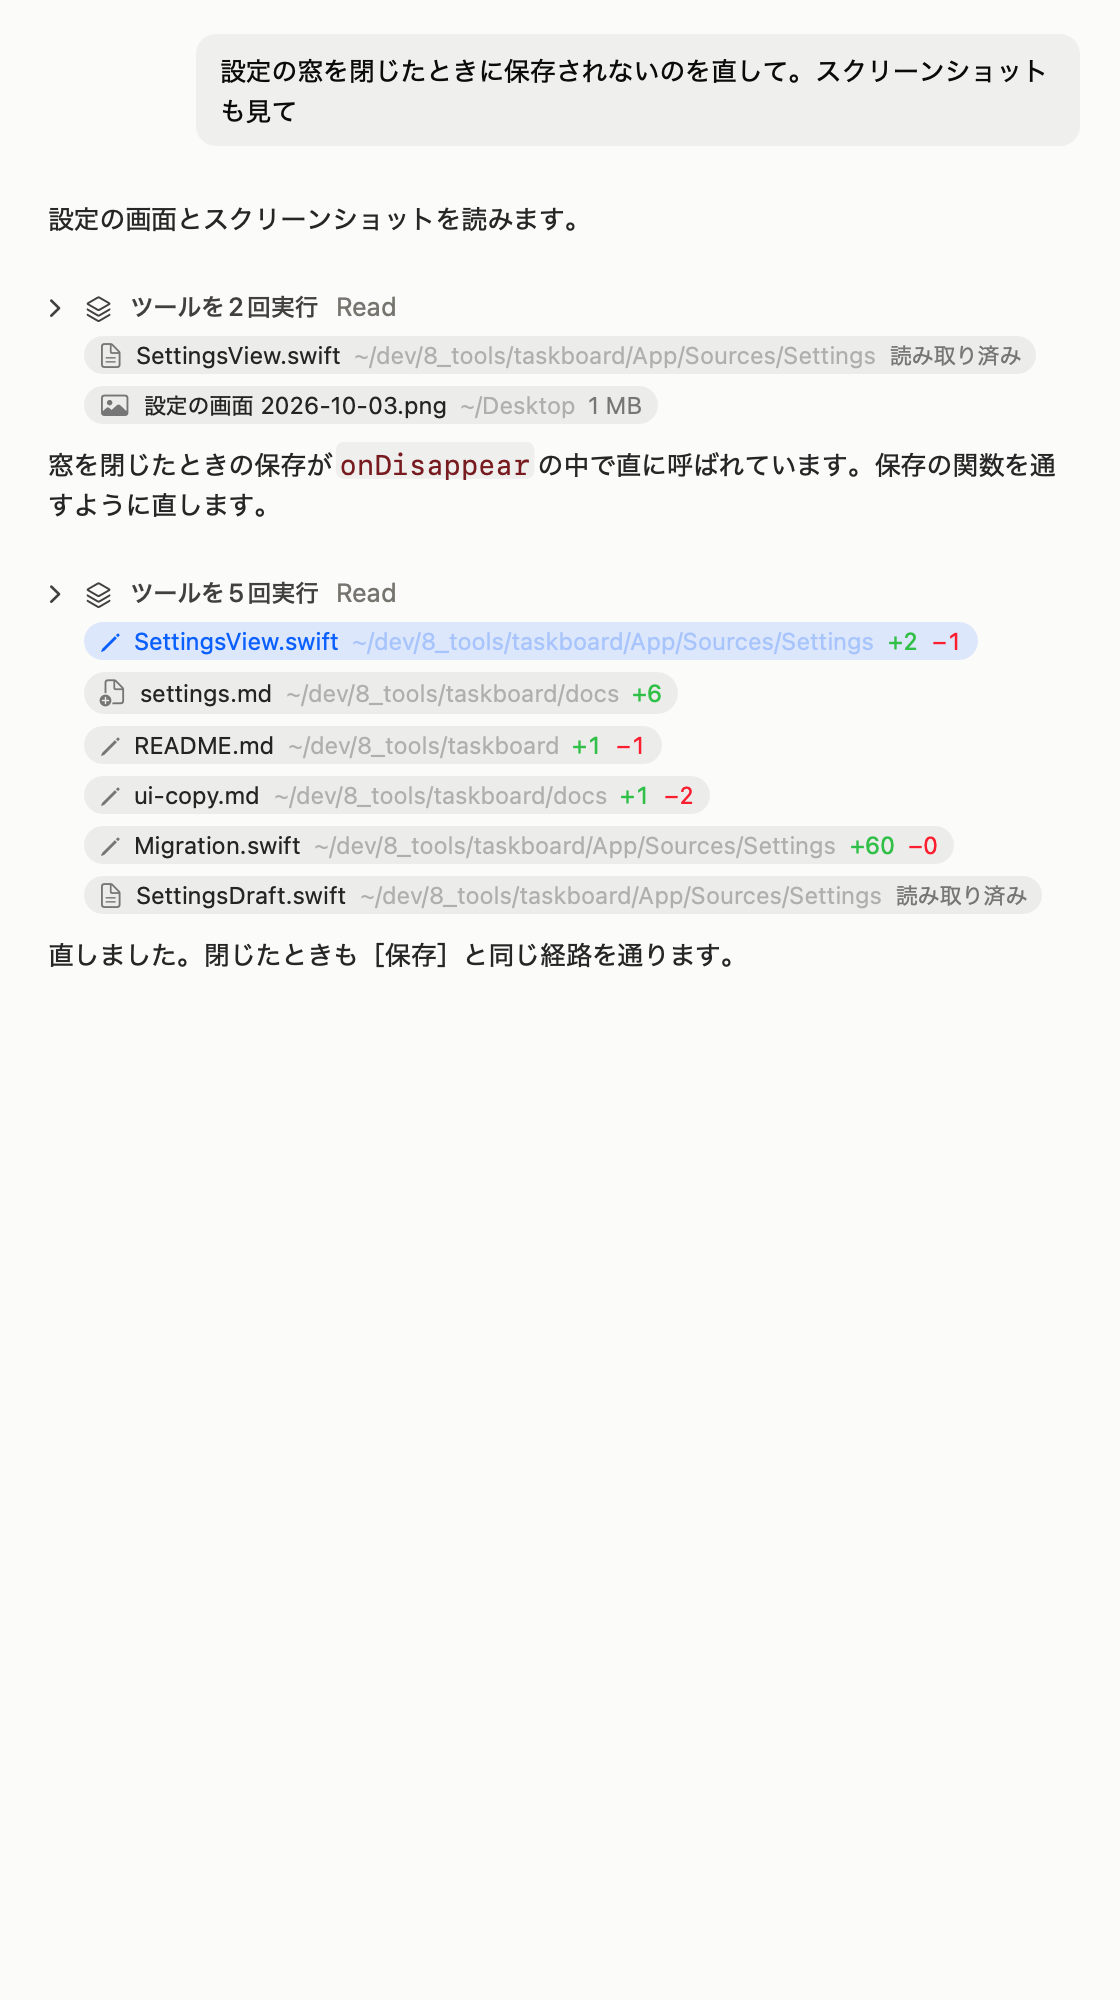 設定の窓を閉じたときに保存されないのを直して。スクリーンショット
も見て
設定の画面とスクリーンショットを読みます。
ツールを2回実行 Read
SettingsView.swift ~/dev/8_tools/taskboard/App/Sources/Settings 読み取り済み
設定の画面 2026-10-03.png ~/Desktop 1 MB
窓を閉じたときの保存が onDisappear の中で直に呼ばれています。保存の関数を通
すように直します。
ツールを5回実行 Read
SettingsView.swift ~/dev/8_tools/taskboard/App/Sources/Settings +2 −1
settings.md ~/dev/8_tools/taskboard/docs +6
README.md ~/dev/8_tools/taskboard +1 −1
ui-copy.md ~/dev/8_tools/taskboard/docs +1 −2
Migration.swift ~/dev/8_tools/taskboard/App/Sources/Settings +60 −0
SettingsDraft.swift ~/dev/8_tools/taskboard/App/Sources/Settings 読み取り済み
直しました。閉じたときも［保存］と同じ経路を通ります。